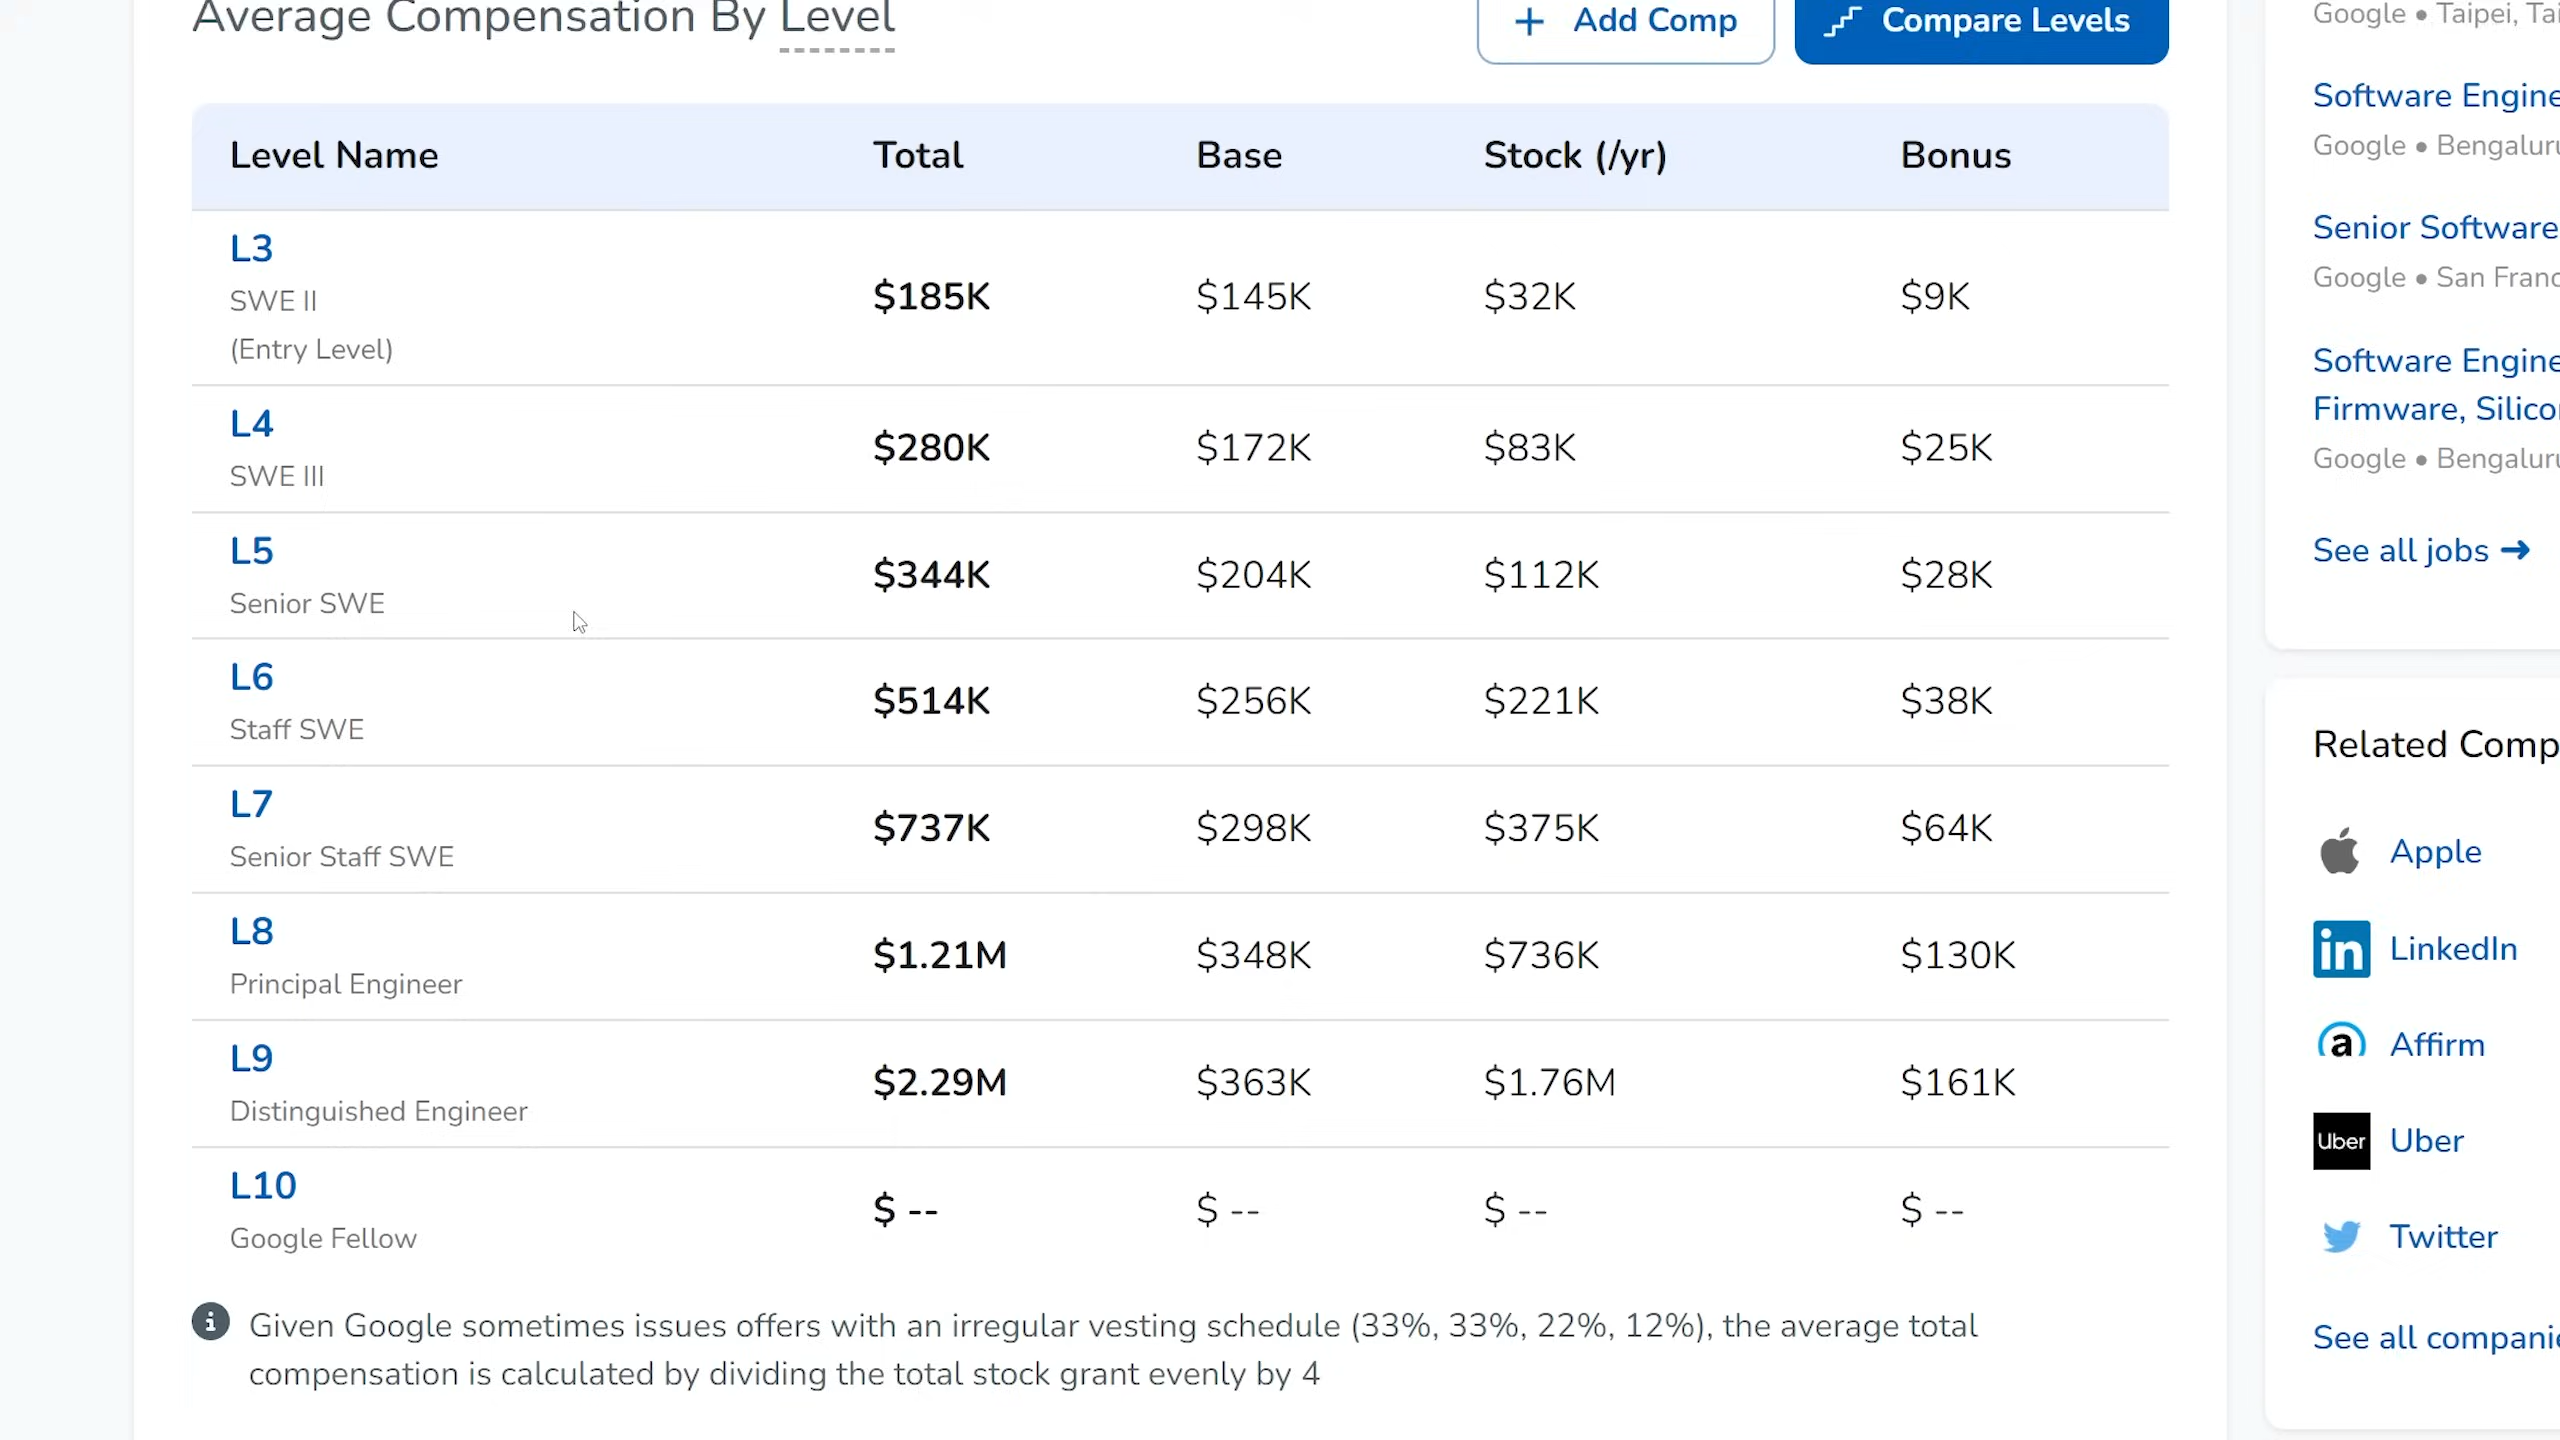 Average Compensation By Level
+ Add Comp
Compare Levels
Level Name Total Base Stock (/yr) Bonus
L3
SWE II
(Entry Level)
$185K $145K $32K $9K
L4
SWE III
$280K $172K $83K $25K
L5
Senior SWE
$344K $204K $112K $28K
L6
Staff SWE
$514K $256K $221K $38K
L7
Senior Staff SWE
$737K $298K $375K $64K
L8
Principal Engineer
$1.21M $348K $736K $130K
L9
Distinguished Engineer
$2.29M $363K $1.76M $161K
L10
Google Fellow
$ -- $ -- $ -- $ --
Given Google sometimes issues offers with an irregular vesting schedule (33%, 33%, 22%, 12%), the average total
compensation is calculated by dividing the total stock grant evenly by 4
Google • Taipei,
Software
Google •
Senior Software
Google • San
Software
Firmware,
Google •
See all jobs →
Related
Apple
in LinkedIn
a Affirm
Uber Uber
Twitter
See all